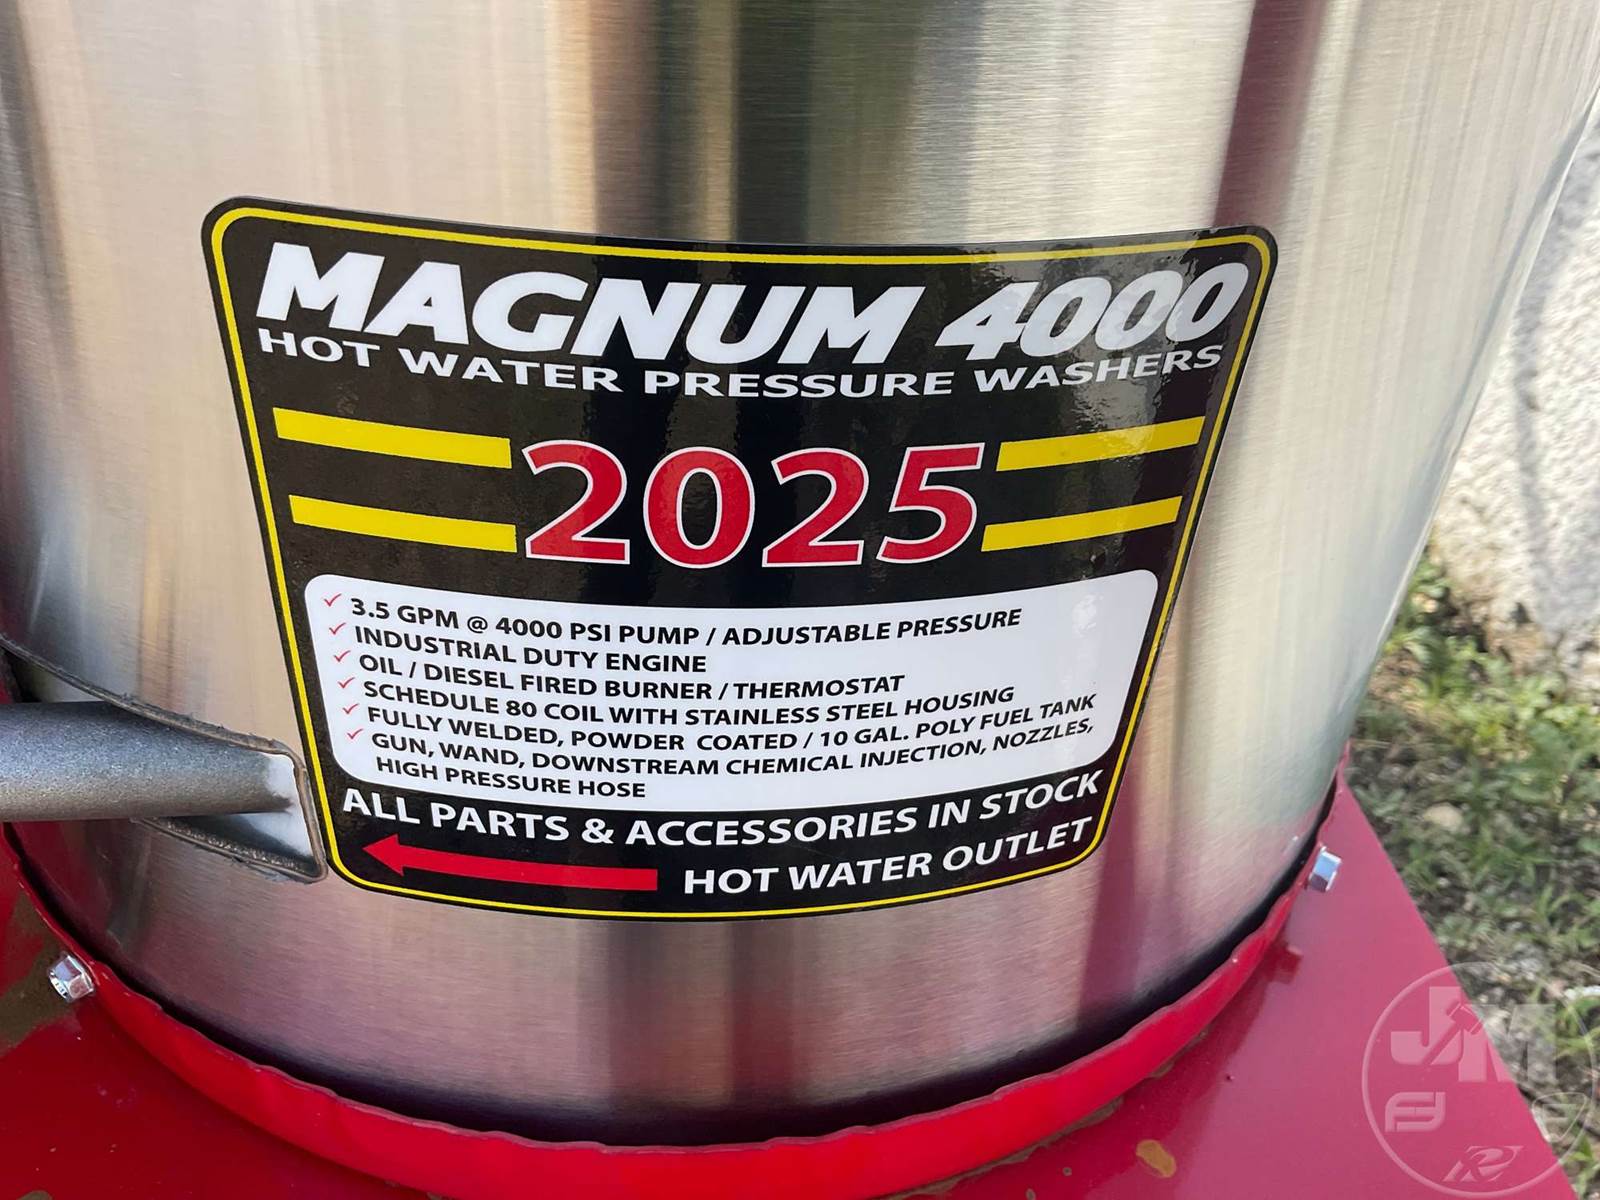 MAGNUM 4000
HOT WATER PRESSURE WASHERS
2025
3.5 GPM @ 4000 PSI PUMP / ADJUSTABLE PRESSURE
INDUSTRIAL DUTY ENGINE
OIL / DIESEL FIRED BURNER / THERMOSTAT
SCHEDULE 80 COIL WITH STAINLESS STEEL HOUSING
FULLY WELDED, POWDER COATED / 10 GAL. POLY FUEL TANK
GUN, WAND, DOWNSTREAM CHEMICAL INJECTION, NOZZLES,
HIGH PRESSURE HOSE
ALL PARTS & ACCESSORIES IN STOCK
HOT WATER OUTLET
JM